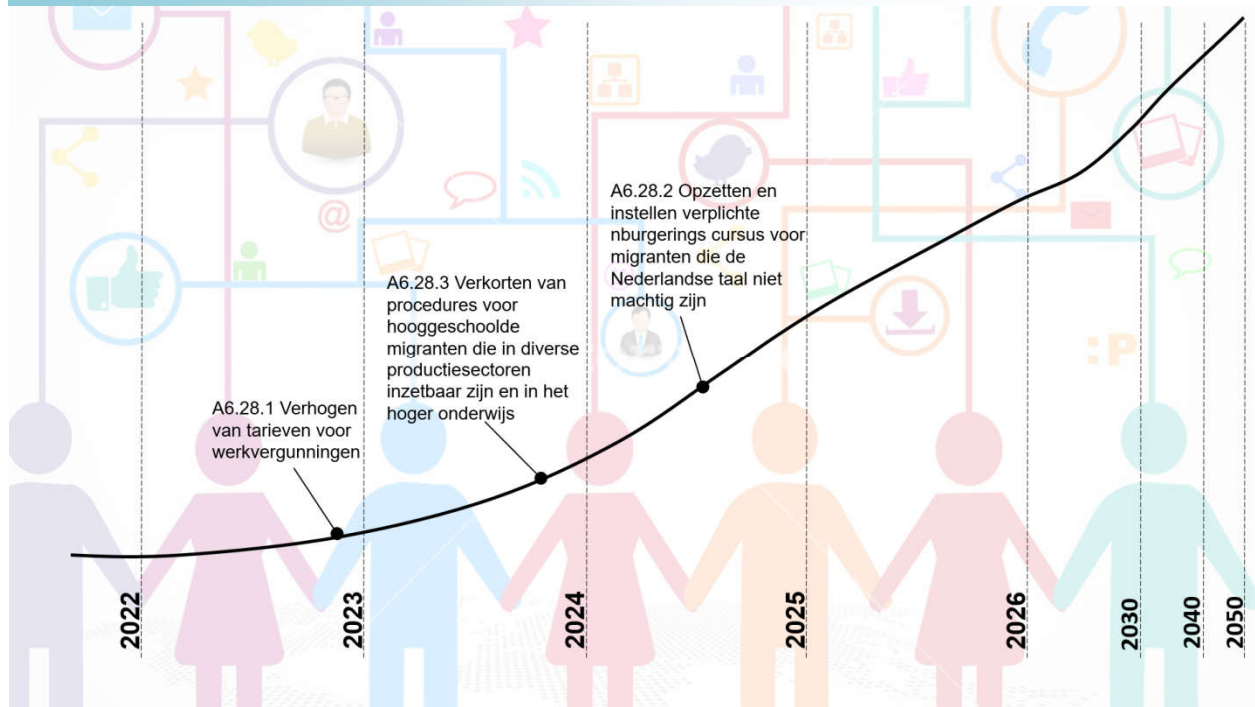 A6.28.2 Opzetten en
instellen verplichte
nburgerings cursus voor
migranten die de
Nederlandse taal niet
machtig zijn
A6.28.3 Verkorten van
procedures voor
hooggeschoolde
migranten die in diverse
productiesectoren
inzetbaar zijn en in het
hoger onderwijs
A6.28.1 Verhogen
van tarieven voor
werkvergunningen
@
:P
2022
2023
2024
2025
2026
2030
2040
2050